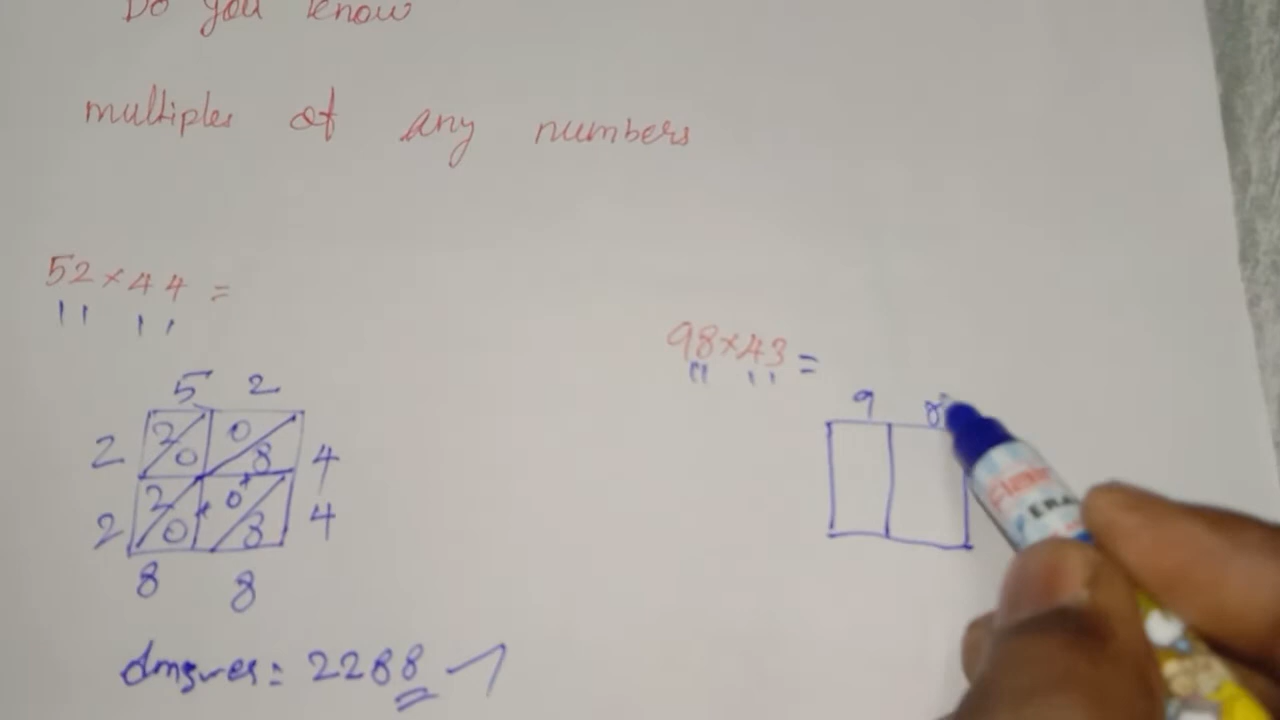 Do you know
multiples of any numbers
52×44 =
5 2
2 2 0 0 8 4
2 2 0 0 8 4
8 8
Answer: 2288
98×43 =
9 8